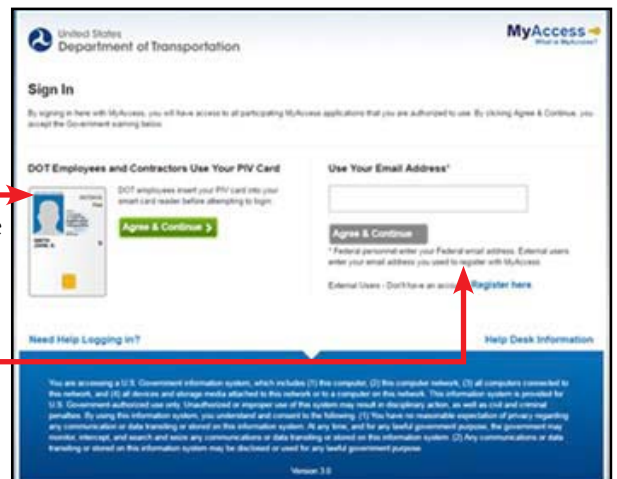 United States
Department of Transportation
MyAccess
What is MyAccess?
Sign In
By signing in here with MyAccess, you will have access to all participating MyAccess applications that you are authorized to use. By clicking Agree & Continue, you
accept the Government warning below.
DOT Employees and Contractors Use Your PIV Card
DOT employees insert your PIV card into your
smart card reader before attempting to login.
Agree & Continue >
Use Your Email Address*
Agree & Continue
* Federal personnel enter your Federal email address. External users
enter your email address you used to register with MyAccess.
External Users - Don't have an account Register here
e
Need Help Logging in?
Help Desk Information
You are accessing a U.S. Government information system, which includes (1) this computer, (2) this computer network, (3) all computers connected to
this network, and (4) all devices and storage media attached to this network or to a computer on this network. This information system is provided for
U.S. Government-authorized use only. Unauthorized or improper use of this system may result in disciplinary action, as well as civil and criminal
penalties. By using this information system, you understand and consent to the following: (1) You have no reasonable expectation of privacy regarding
any communication or data transiting or stored on this information system. At any time, and for any lawful government purpose, the government may
monitor, intercept, and search and seize any communications or data transiting or stored on this information system. (2) Any communications or data
transiting or stored on this information system may be disclosed or used for any lawful government purpose.
Version 3.0